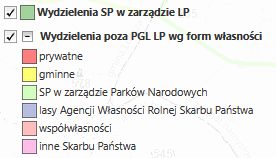 Wydzielenia SP w zarządzie LP
Wydzielenia poza PGL LP wg form własności
prywatne
gminne
SP w zarządzie Parków Narodowych
lasy Agencji Własności Rolnej Skarbu Państwa
współwłasności
inne Skarbu Państwa